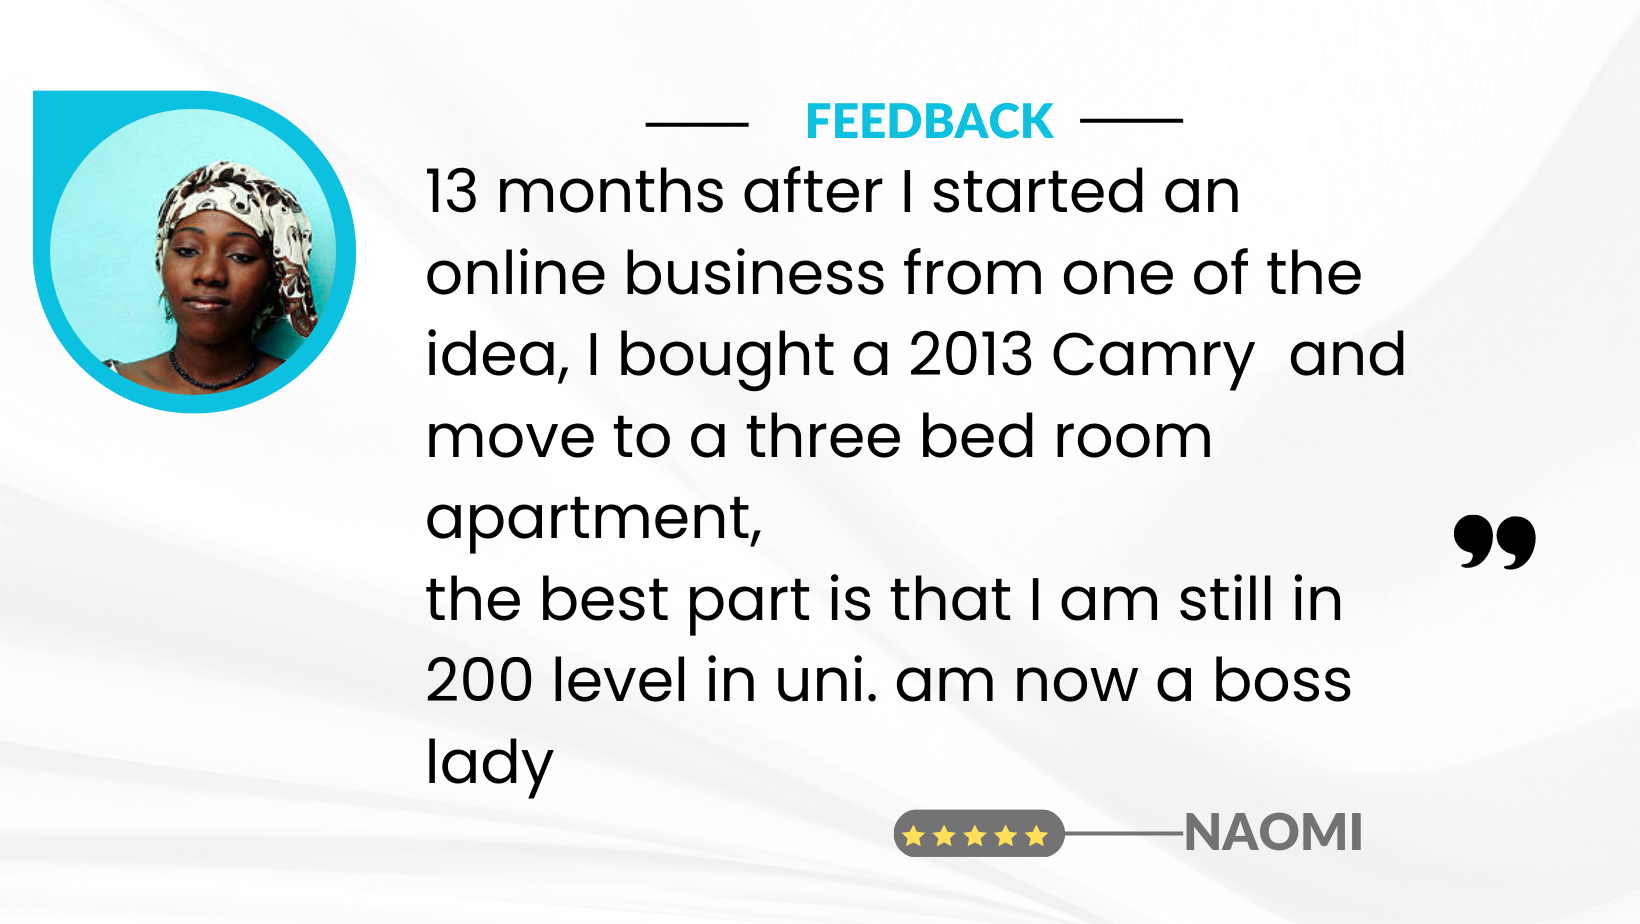 FEEDBACK
13 months after I started an
online business from one of the
idea, I bought a 2013 Camry  and
move to a three bed room
apartment,
the best part is that I am still in
200 level in uni. am now a boss
lady
”
NAOMI